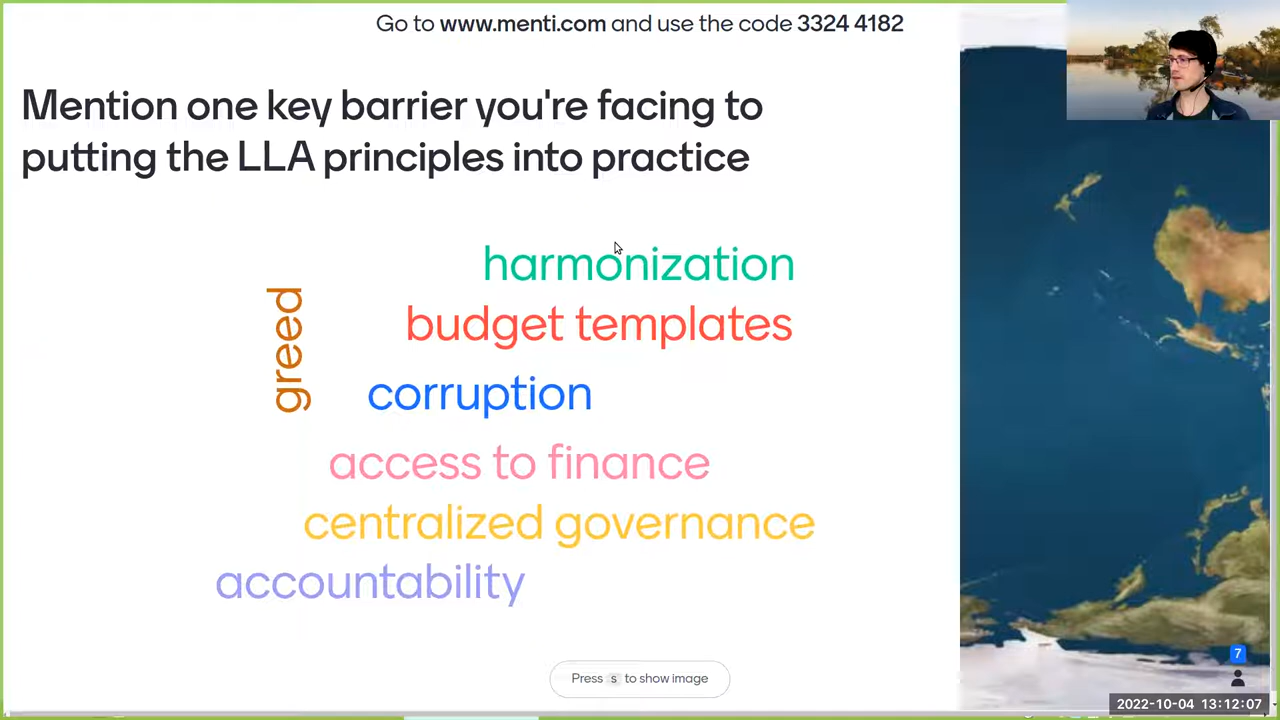 Go to www.menti.com and use the code 3324 4182
Mention one key barrier you're facing to
putting the LLA principles into practice
harmonization
greed
budget templates
corruption
access to finance
centralized governance
accountability
Press s to show image
7
2022-10-04 13:12:07